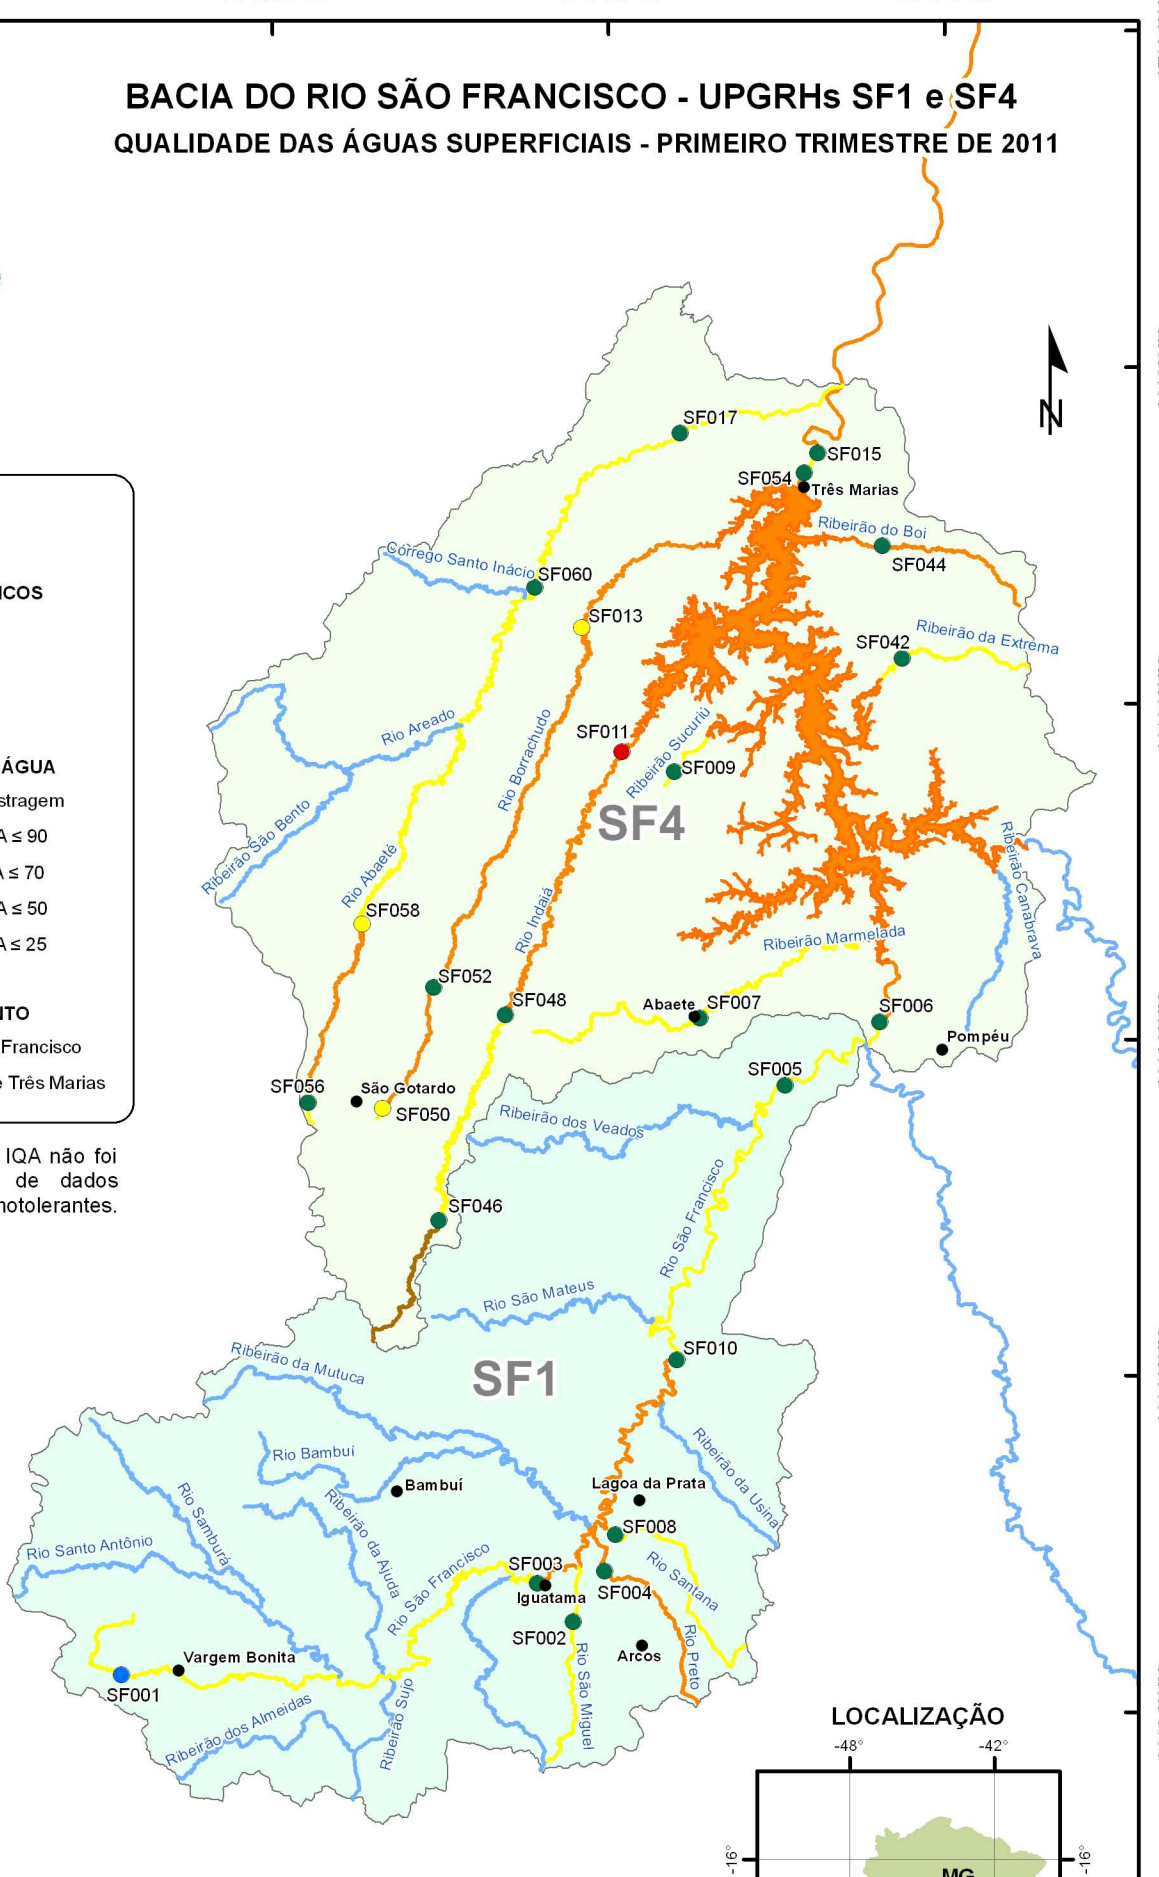 BACIA DO RIO SÃO FRANCISCO - UPGRHs SF1 e SF4
QUALIDADE DAS ÁGUAS SUPERFICIAIS - PRIMEIRO TRIMESTRE DE 2011
N
SF017
SF015
SF054
Três Marias
Ribeirão do Boi
SF044
Córrego Santo Inácio
SF060
SF013
SF042
Ribeirão da Extrema
Rio Areado
Rio Borrachudo
SF011
Ribeirão Sucuriú
SF009
SF4
Ribeirão São Bento
Rio Abaeté
SF058
Rio Indaiá
Ribeirão Canabrava
Ribeirão Marmelada
SF052
SF048
Abaete
SF007
SF006
Pompéu
SF005
SF056
São Gotardo
SF050
Ribeirão dos Veados
SF046
Rio São Francisco
Rio São Mateus
SF010
SF1
Ribeirão da Mutuca
Rio Bambuí
Bambuí
Ribeirão da Usina
Lagoa da Prata
Rio Samburá
Ribeirão da Ajuda
SF008
Rio Santo Antônio
Rio São Francisco
SF003
Iguatama
SF004
Rio Santana
SF002
Arcos
Rio Preto
Rio São Miguel
Vargem Bonita
SF001
Ribeirão dos Almeidas
Ribeirão Sujo
ICOS
ÁGUA
stragem
A ≤ 90
A ≤ 70
A ≤ 50
A ≤ 25
NTO
Francisco
e Três Marias
IQA não foi
de dados
notolerantes.
LOCALIZAÇÃO
-48° -42°
-16° -16°
MG